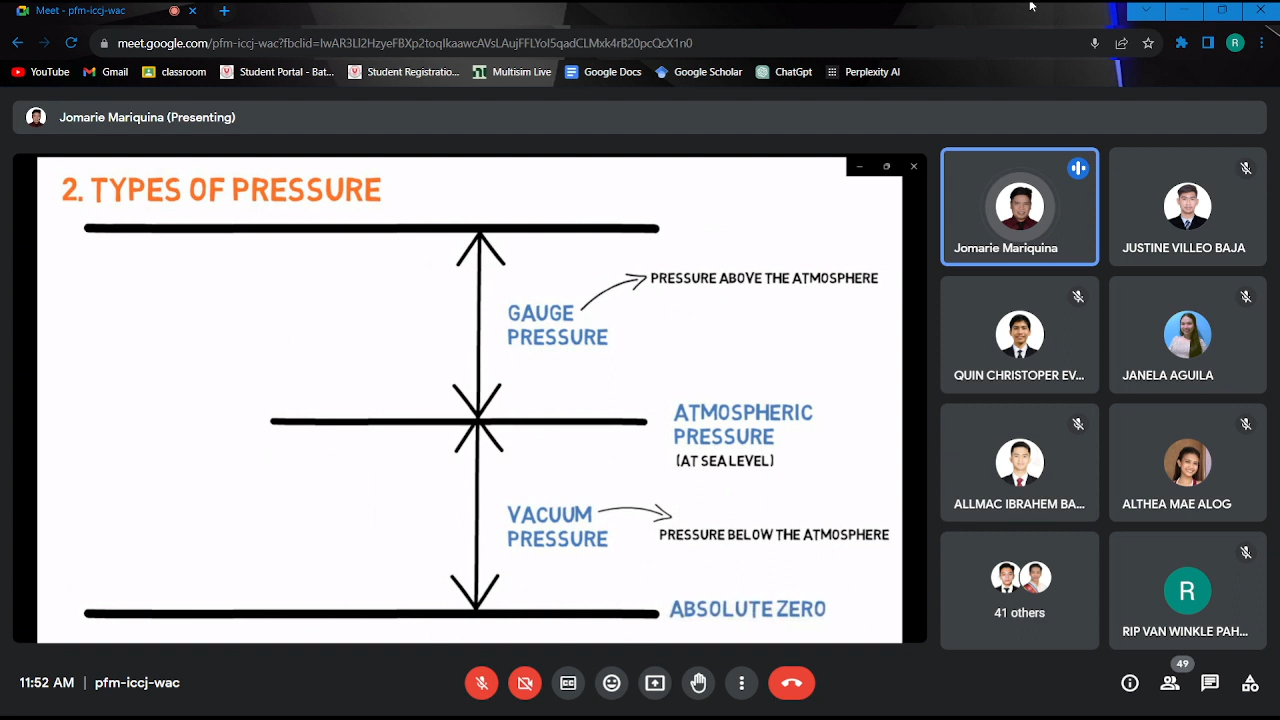 Meet - pfm-iccj-wac
meet.google.com/pfm-iccj-wac?fbclid=IwAR3Ll2HzyeFBXp2toqIkaawcAVsLAujFFLYoI5qadCLMxk4rB20pcQcX1n0
R
YouTube
Gmail
classroom
Student Portal - Bat...
Student Registratio...
Multisim Live
Google Docs
Google Scholar
ChatGpt
Perplexity AI
Jomarie Mariquina (Presenting)
2. TYPES OF PRESSURE
PRESSURE ABOVE THE ATMOSPHERE
GAUGE
PRESSURE
ATMOSPHERIC
PRESSURE
(AT SEA LEVEL)
VACUUM
PRESSURE
PRESSURE BELOW THE ATMOSPHERE
ABSOLUTE ZERO
Jomarie Mariquina
JUSTINE VILLEO BAJA
QUIN CHRISTOPER EV...
JANELA AGUILA
ALLMAC IBRAHEM BA...
ALTHEA MAE ALOG
41 others
R
RIP VAN WINKLE PAH...
11:52 AM | pfm-iccj-wac
49